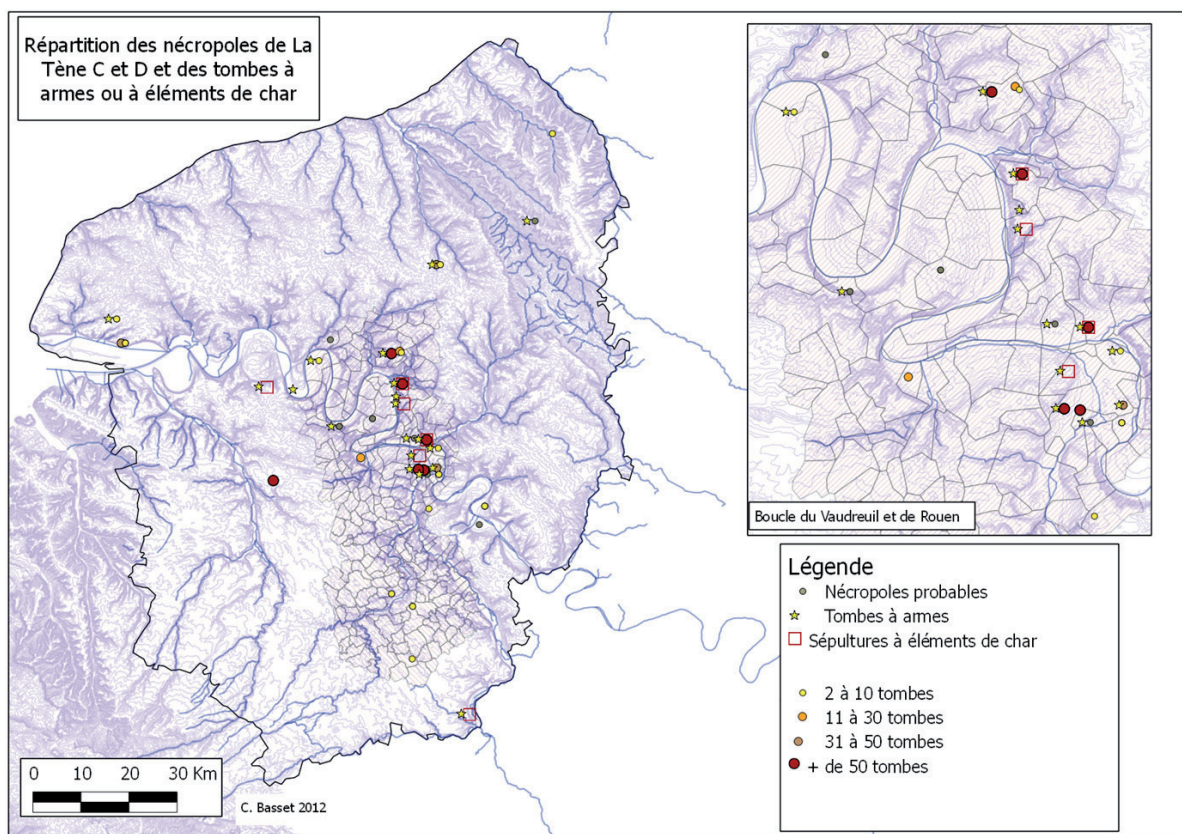 Répartition des nécropoles de La
Tène C et D et des tombes à
armes ou à éléments de char
Boucle du Vaudreuil et de Rouen
Légende
Nécropoles probables
Tombes à armes
Sépultures à éléments de char
2 à 10 tombes
11 à 30 tombes
31 à 50 tombes
+ de 50 tombes
0 10 20 30 Km
C. Basset 2012